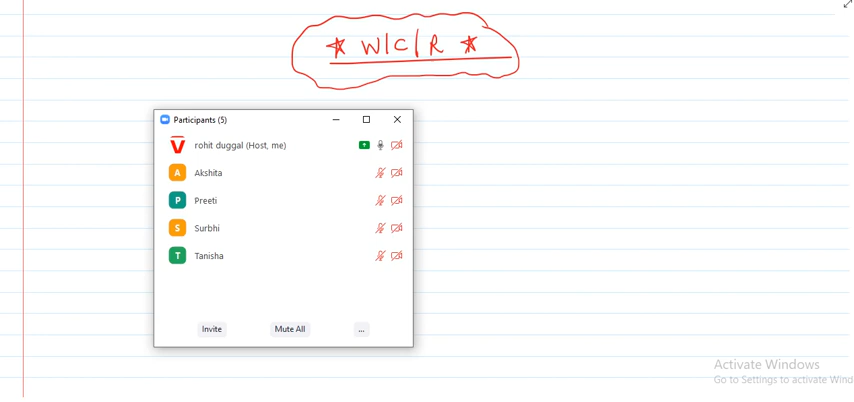 ★ W/C/R ★
Participants (5)
V rohit duggal (Host, me)
A Akshita
P Preeti
S Surbhi
T Tanisha
Invite Mute All ...
Activate Windows
Go to Settings to activate Wind